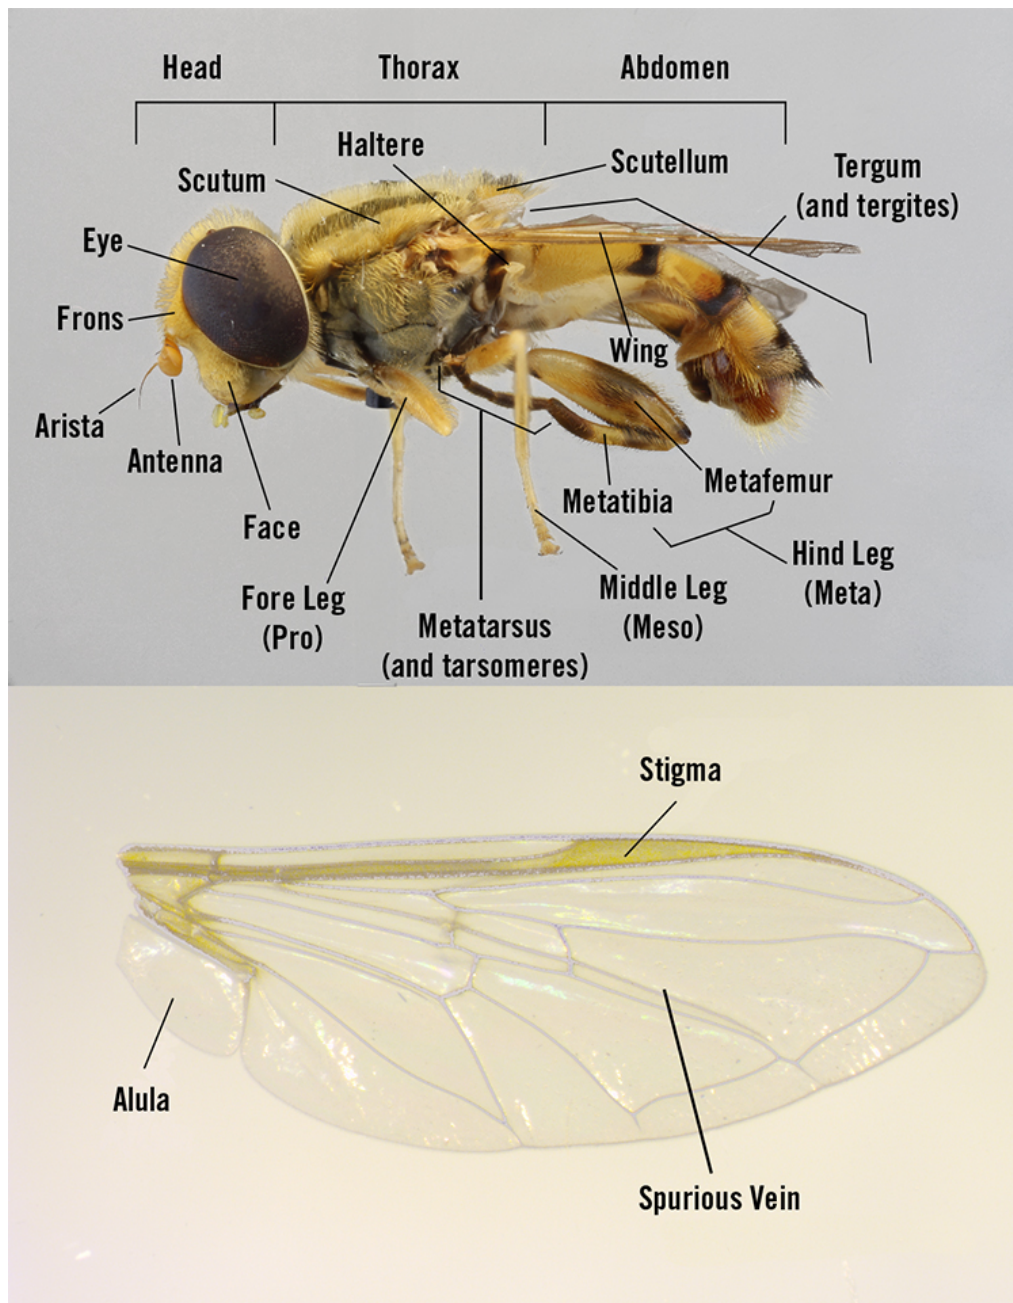 Head
Thorax
Abdomen
Haltere
Scutellum
Tergum
(and tergites)
Scutum
Eye
Frons
Wing
Arista
Antenna
Metafemur
Metatibia
Face
Hind Leg
(Meta)
Fore Leg
(Pro)
Middle Leg
(Meso)
Metatarsus
(and tarsomeres)
Stigma
Alula
Spurious Vein